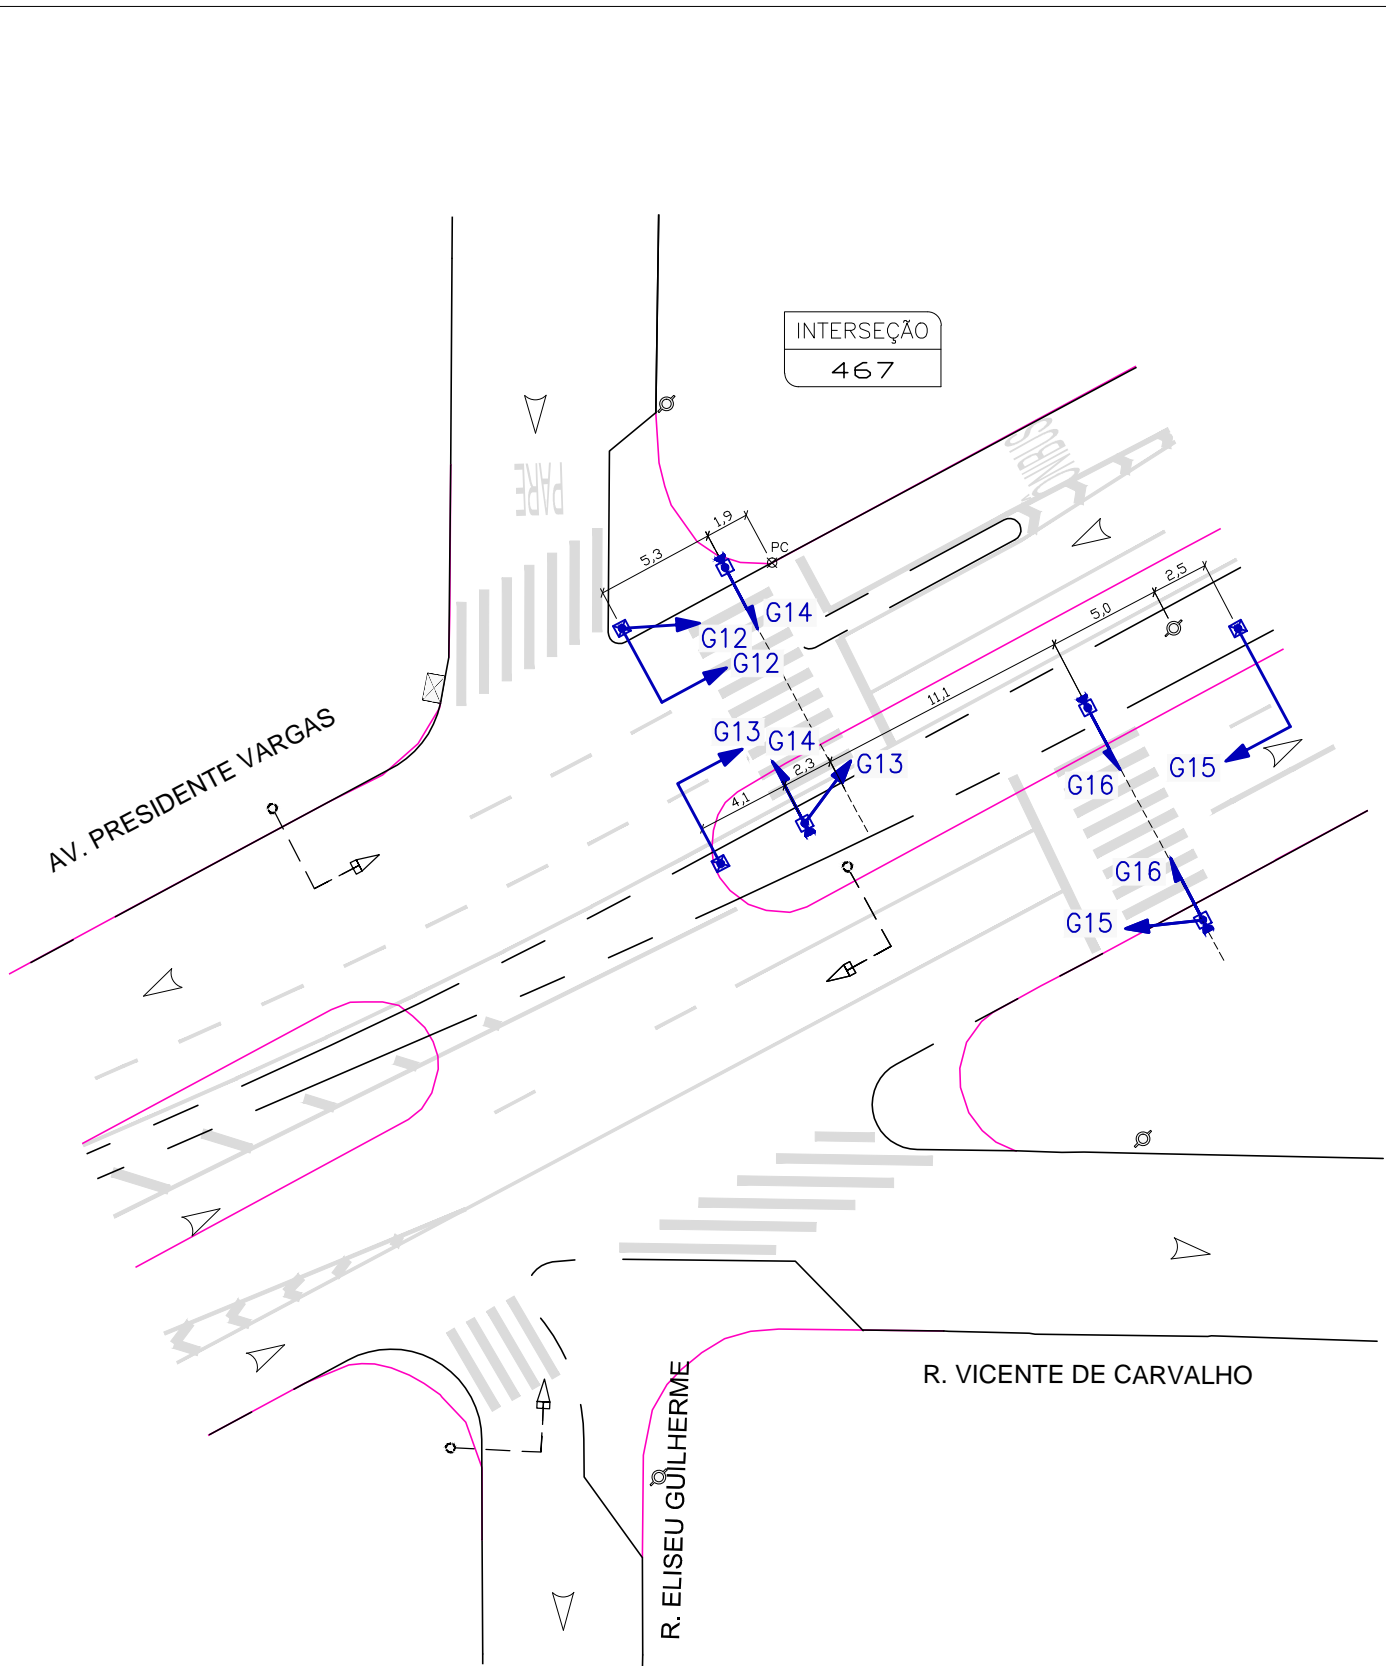 INTERSEÇÃO
467
PARE
ÔNIBUS
SÓ
1,9
5,3
PC
G14
G12
G12
2,5
5,0
11,1
G13
G14
2,3
G13
4,1
G16
G15
G16
G15
AV. PRESIDENTE VARGAS
R. VICENTE DE CARVALHO
R. ELISEU GUILHERME